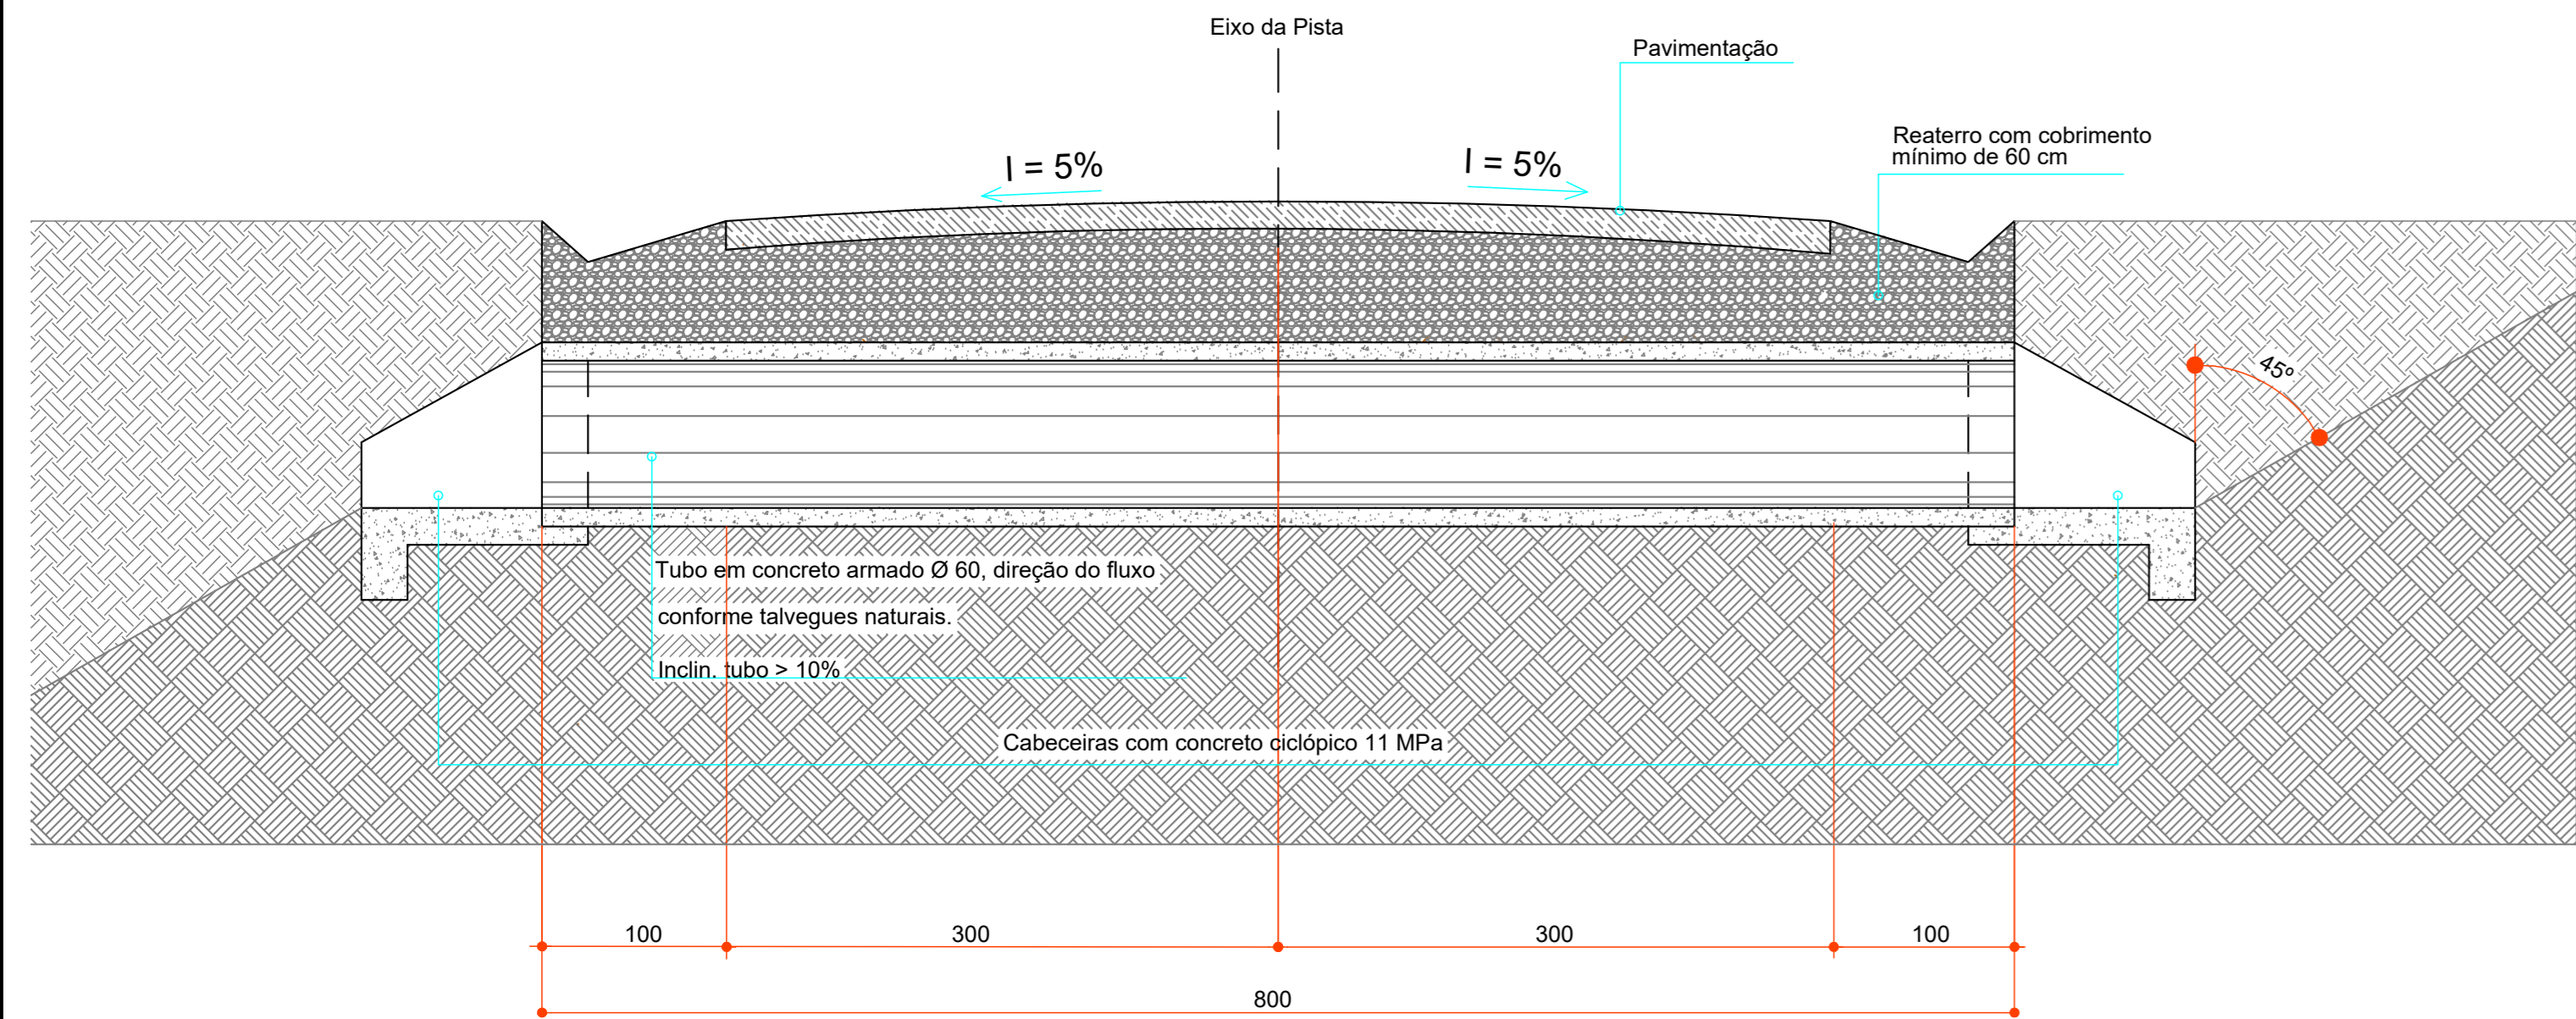 Eixo da Pista
Pavimentação
Reaterro com cobrimento
mínimo de 60 cm
I = 5%
I = 5%
45º
Tubo em concreto armado Ø 60, direção do fluxo
conforme talvegues naturais.
Inclin. tubo > 10%
Cabeceiras com concreto ciclópico 11 MPa
100
300
300
100
800